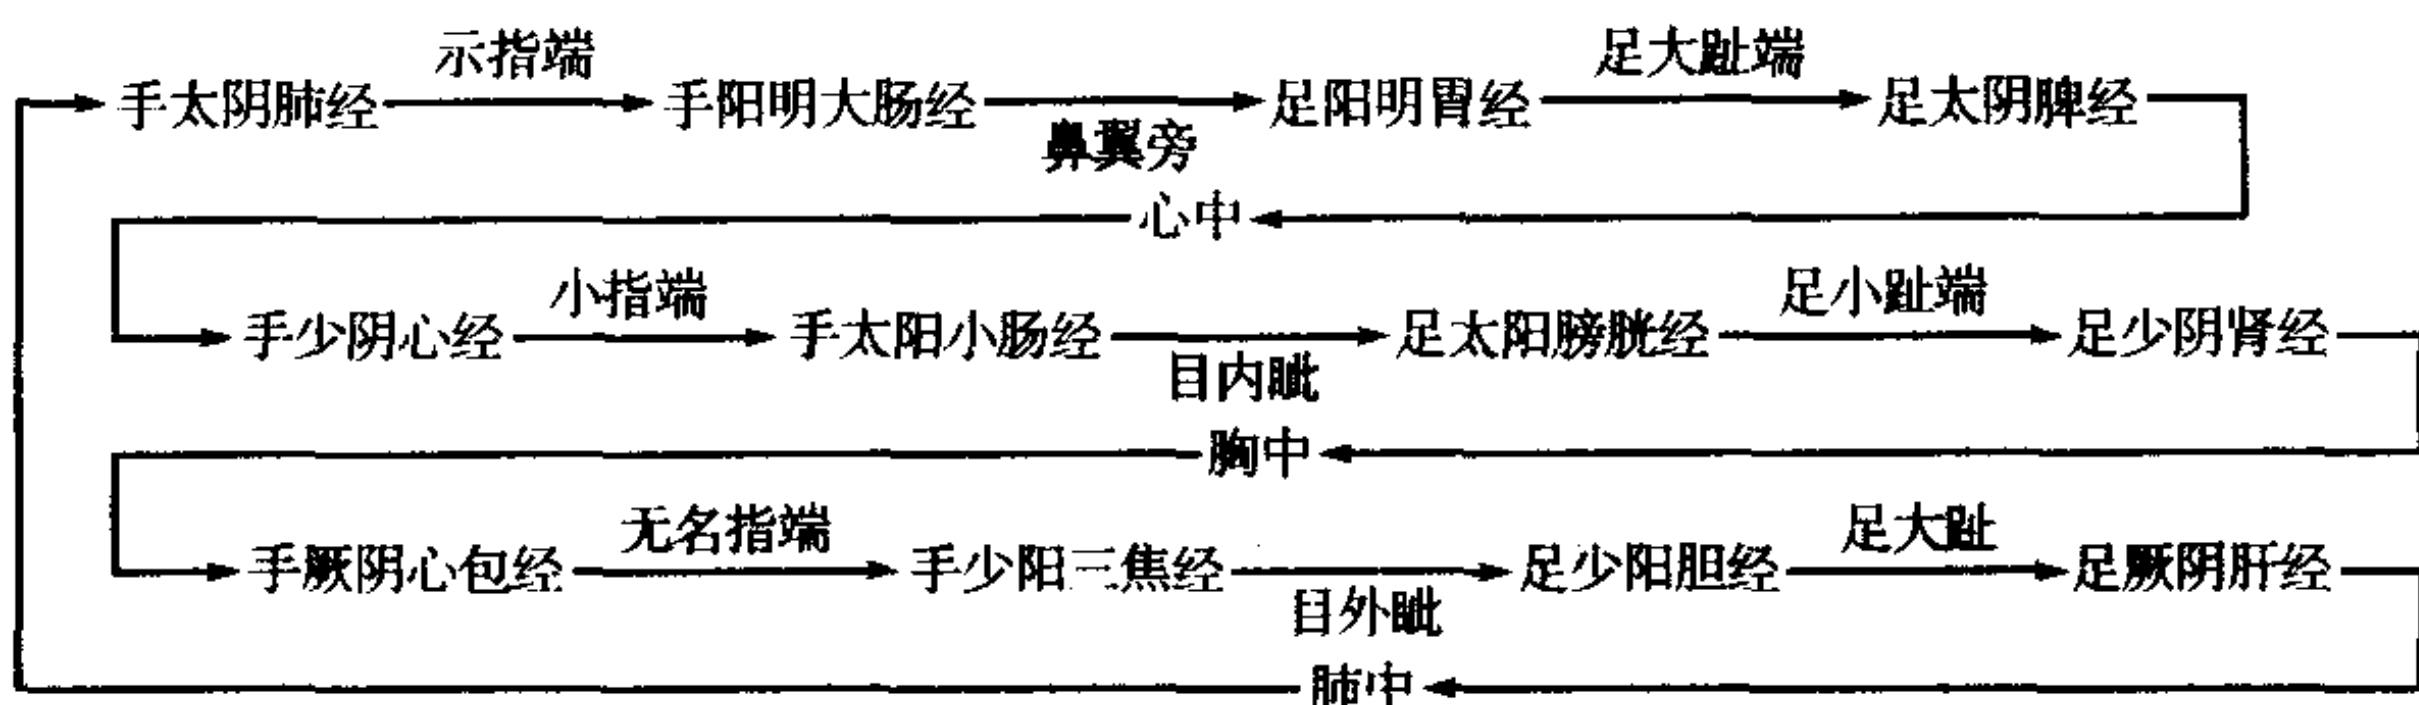 示指端 足大趾端
手太阴肺经 手阳明大肠经 足阳明胃经 足太阴脾经
鼻翼旁
心中
小指端 足小趾端
手少阴心经 手太阳小肠经 足太阳膀胱经 足少阴肾经
目内眦
胸中
无名指端 足大趾
手厥阴心包经 手少阳三焦经 足少阳胆经 足厥阴肝经
目外眦
肺中